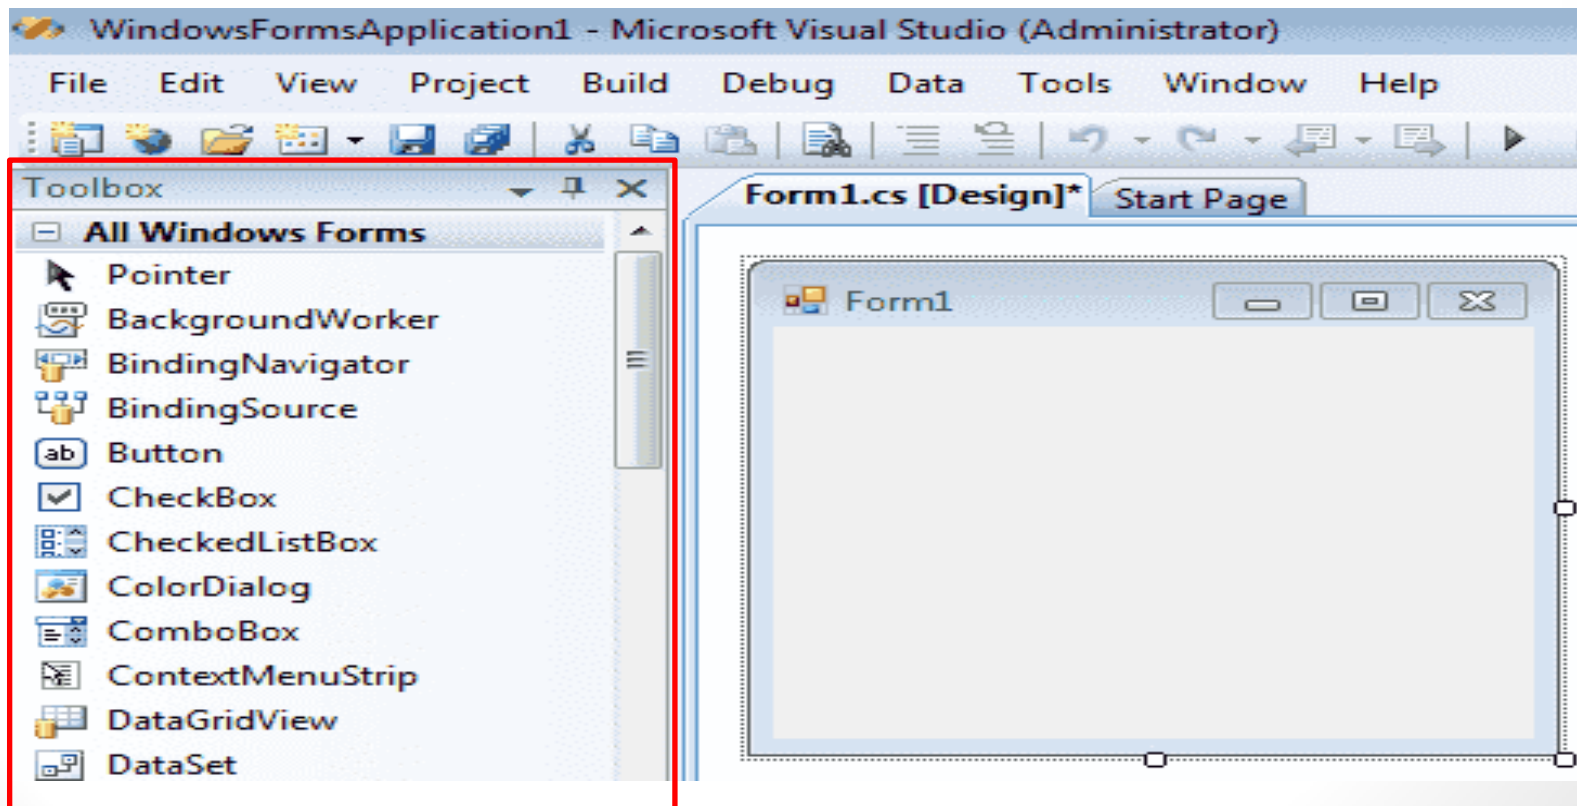 WindowsFormsApplication1 - Microsoft Visual Studio (Administrator)
File Edit View Project Build Debug Data Tools Window Help
Toolbox
All Windows Forms
Pointer
BackgroundWorker
BindingNavigator
BindingSource
ab Button
CheckBox
CheckedListBox
ColorDialog
ComboBox
ContextMenuStrip
DataGridView
DataSet
Form1.cs [Design]* Start Page
Form1